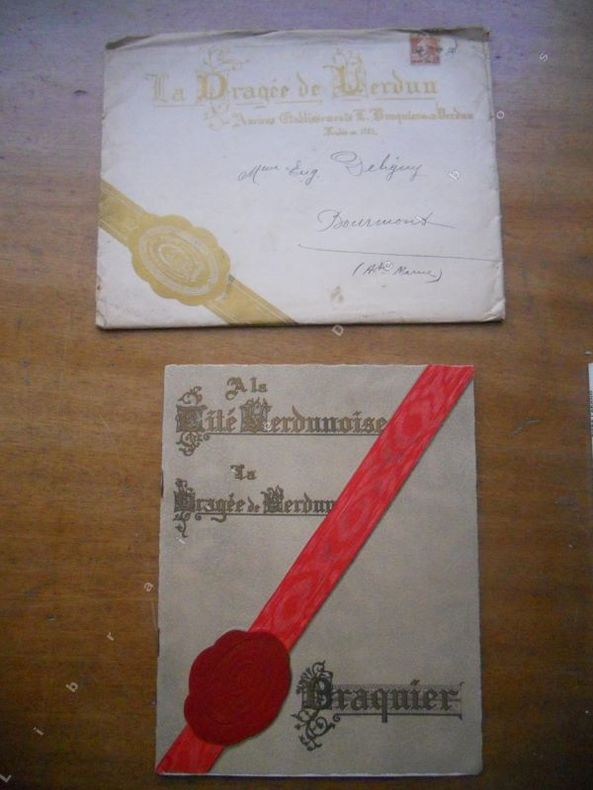 La Dragée de Verdun
Anciens Établissements L. Braquier à Verdun
Mme Eug. Deligny
Bourmont
(Hte Marne)
A la
Cité Verdunoise
La
Dragée de Verdun
Braquier